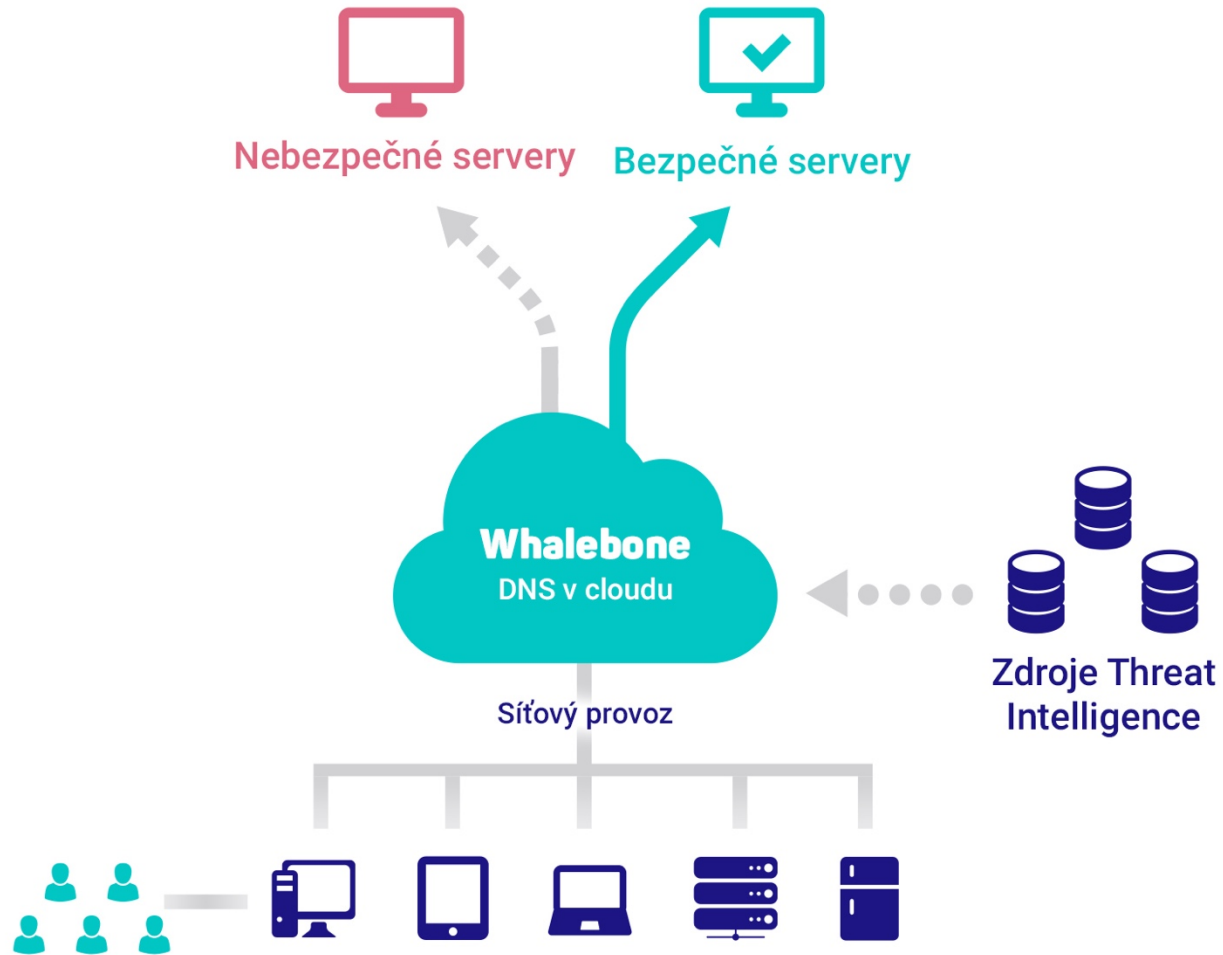 Nebezpečné servery
Bezpečné servery
Whalebone
DNS v cloudu
Zdroje Threat
Intelligence
Síťový provoz